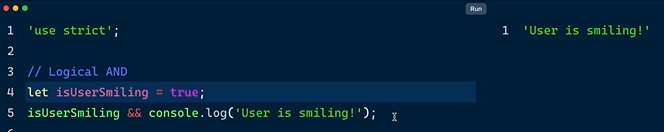 Run
1 'use strict';
2
3 // Logical AND
4 let isUserSmiling = true;
5 isUserSmiling && console.log('User is smiling!');
1 'User is smiling!'